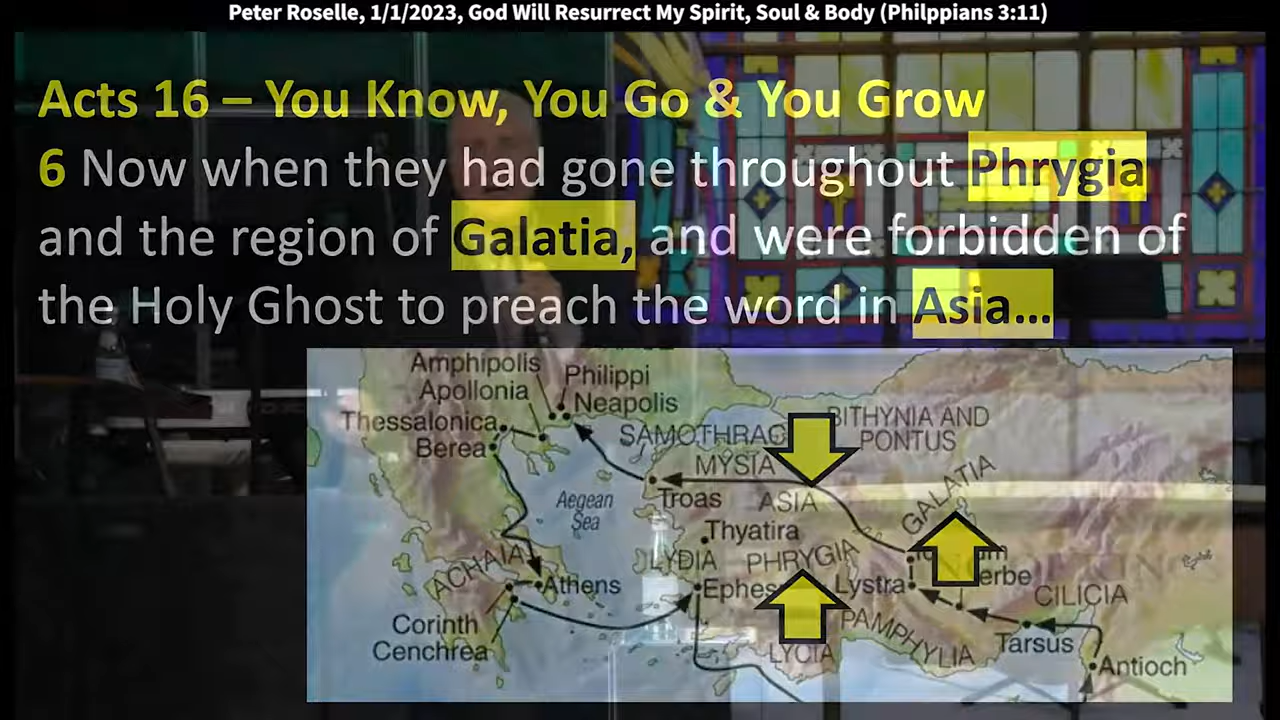 Peter Roselle, 1/1/2023, God Will Resurrect My Spirit, Soul & Body (Philppians 3:11)
Acts 16 – You Know, You Go & You Grow
6 Now when they had gone throughout Phrygia
and the region of Galatia, and were forbidden of
the Holy Ghost to preach the word in Asia...
Amphipolis
Apollonia
Philippi
Neapolis
Thessalonica
Berea
SAMOTHRAC
BITHYNIA AND
PONTUS
MYSIA
Troas
ASIA
GALATIA
Aegean
Sea
Thyatira
LYDIA
PHRYGIA
ACHAIA
Athens
Ephes
Lystra
erbe
CILICIA
Corinth
Cenchrea
PAMPHYLIA
LYCIA
Tarsus
Antioch